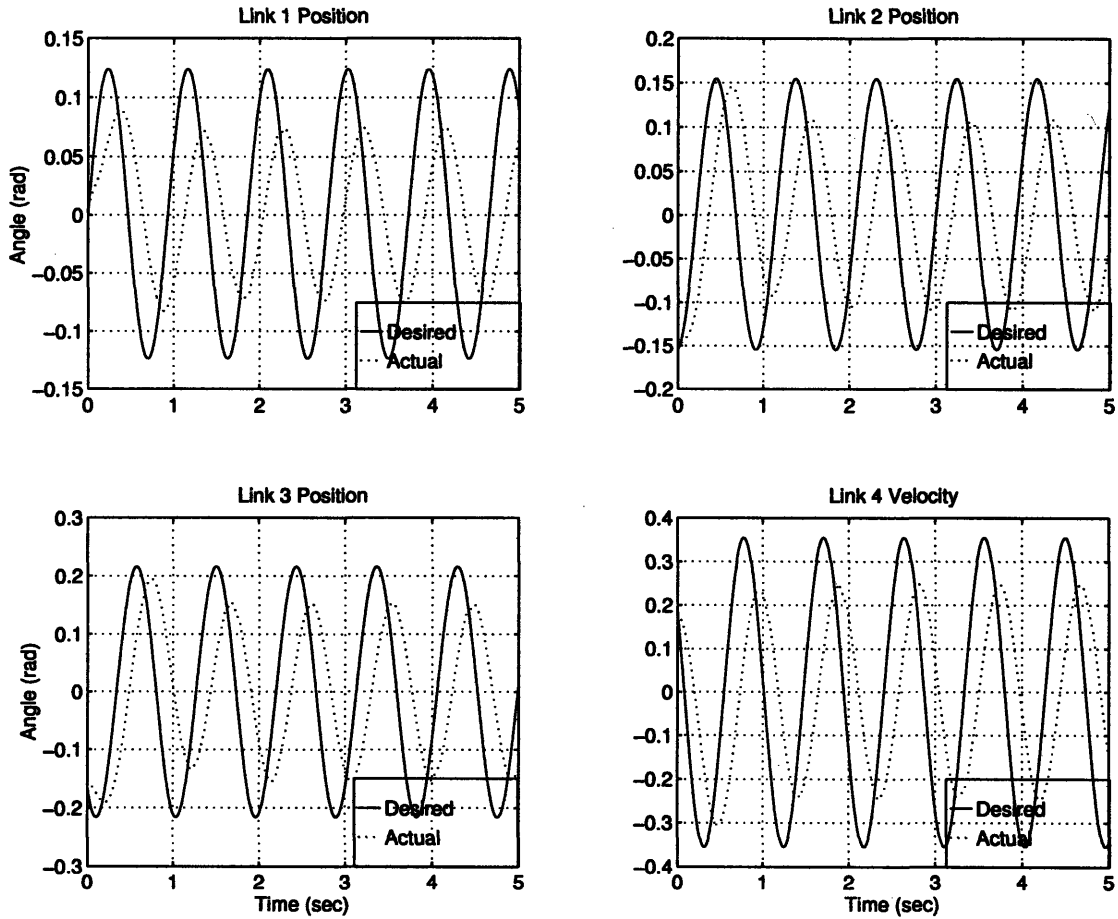 Link 1 Position
0.15
0.1
0.05
0
−0.05
−0.1
−0.15
Angle (rad)
Desired
Actual
0 1 2 3 4 5
Link 2 Position
0.2
0.15
0.1
0.05
0
−0.05
−0.1
−0.15
−0.2
Desired
Actual
0 1 2 3 4 5
Link 3 Position
0.3
0.2
0.1
0
−0.1
−0.2
−0.3
Angle (rad)
Desired
Actual
0 1 2 3 4 5
Time (sec)
Link 4 Velocity
0.4
0.3
0.2
0.1
0
−0.1
−0.2
−0.3
−0.4
Desired
Actual
0 1 2 3 4 5
Time (sec)